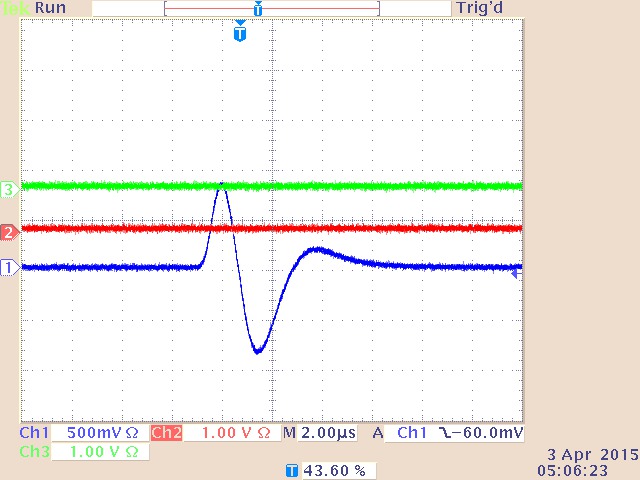 Tek Run Trig'd
T
T
3
2
1
Ch1 500mV Ω Ch2 1.00 V Ω M 2.00µs A Ch1 -60.0mV
Ch3 1.00 V Ω
3 Apr 2015
T 43.60 % 05:06:23